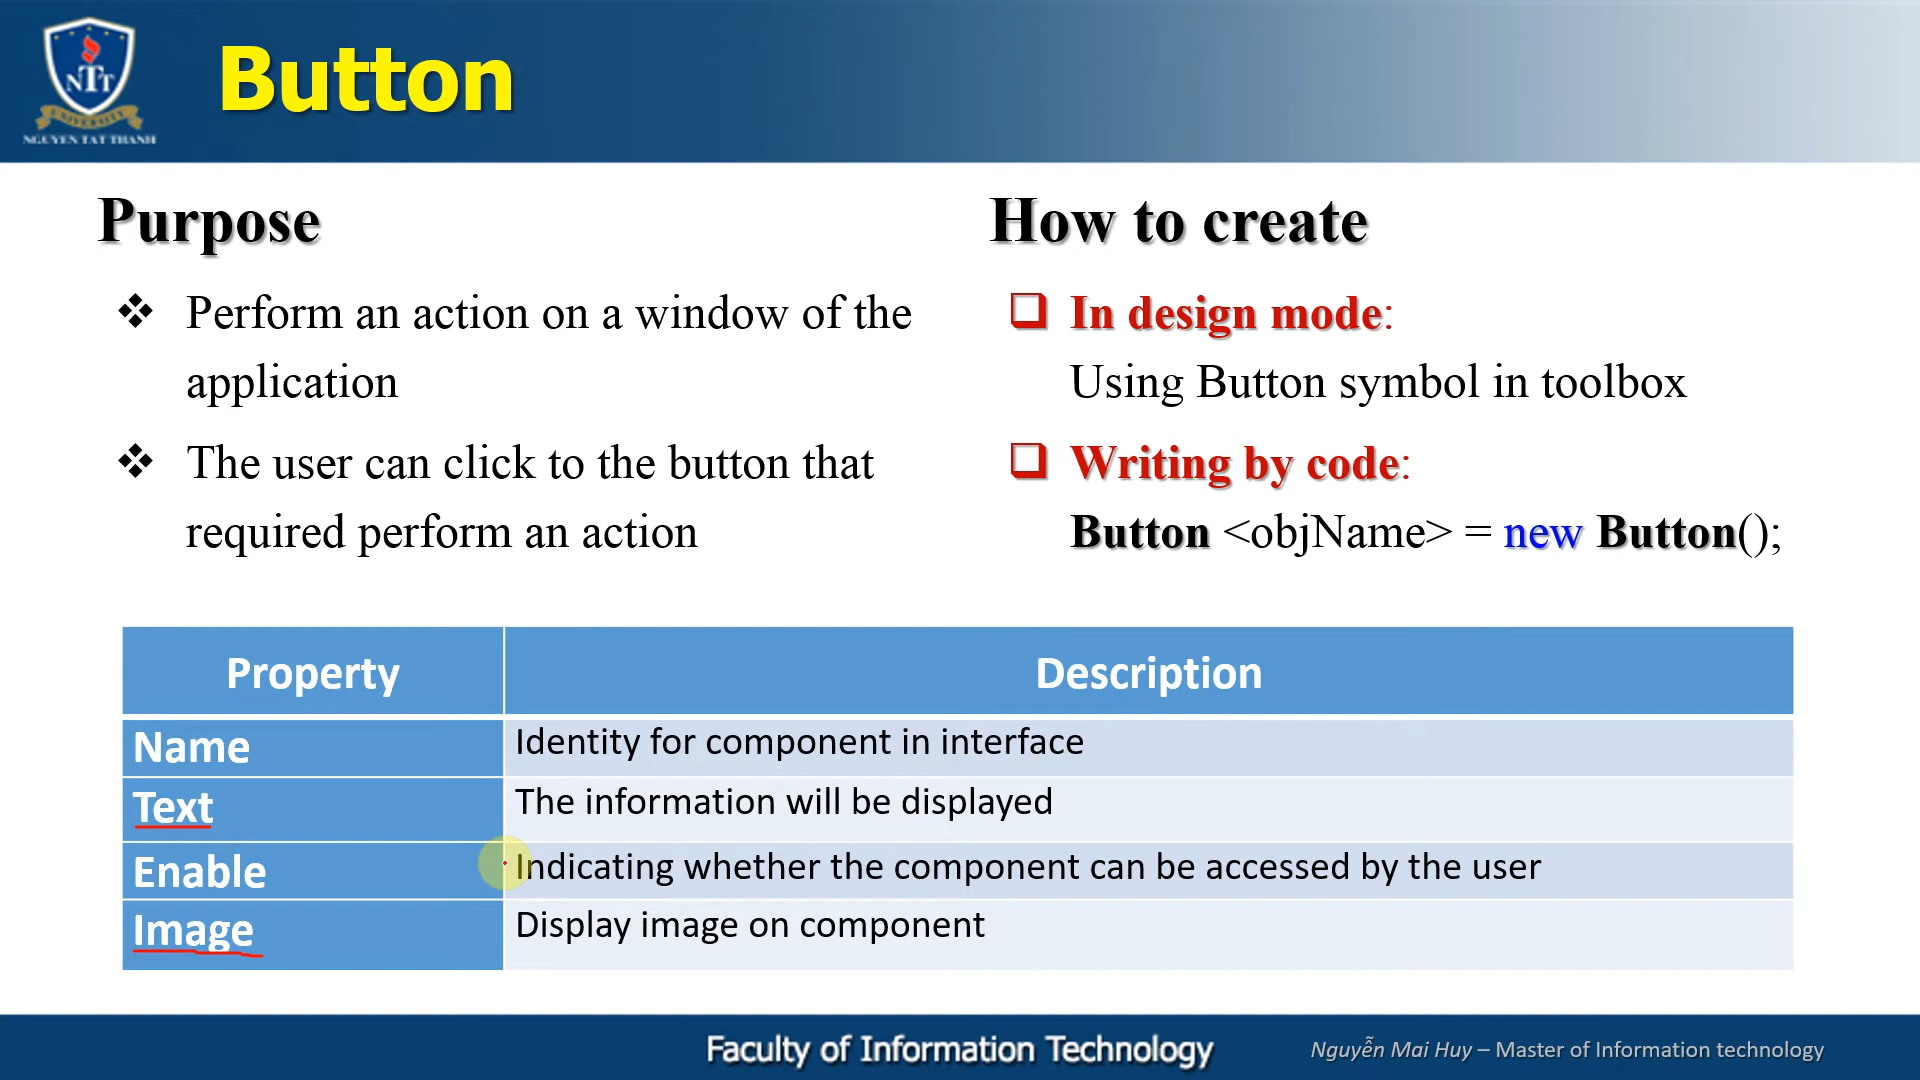 NTT
UNIVERSITY
NGUYEN TAT THANH
Button
Purpose
Perform an action on a window of the
application
The user can click to the button that
required perform an action
How to create
In design mode:
Using Button symbol in toolbox
Writing by code:
Button <objName> = new Button();
Property Description
Name Identity for component in interface
Text The information will be displayed
Enable Indicating whether the component can be accessed by the user
Image Display image on component
Faculty of Information Technology
Nguyễn Mai Huy – Master of Information technology